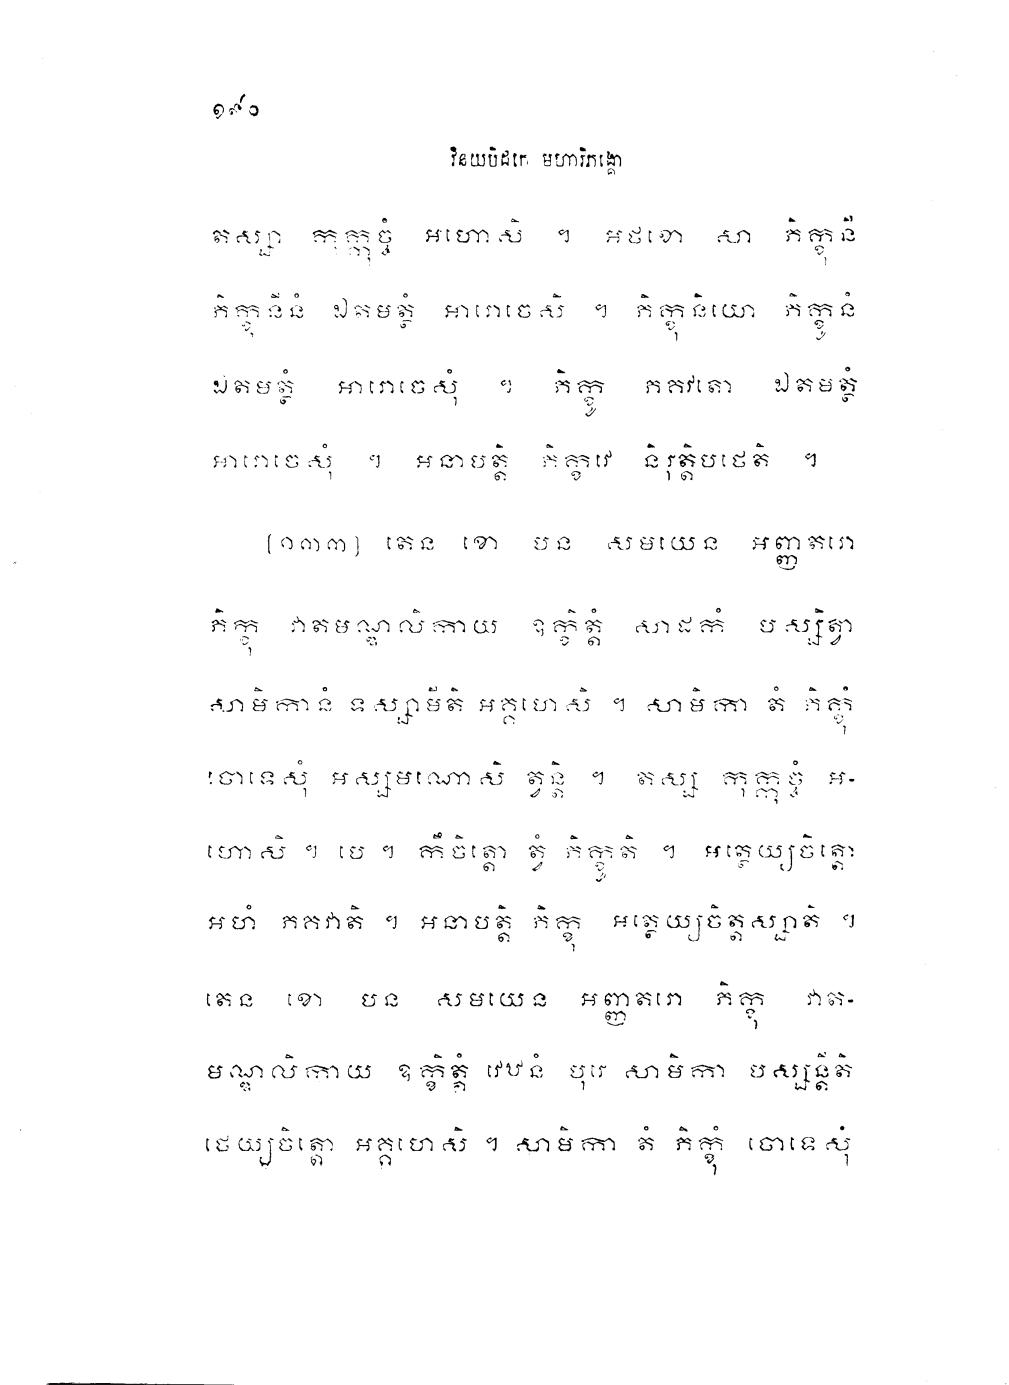 ១៩០
វិនយបិដកេ មហាវិភង្គោ
តស្សា កុក្កុច្ចំ អហោសិ ។ អថខោ សា ភិក្ខុនី
ភិក្ខុនីនំ ឯតមត្ថំ អារោចេសិ ។ ភិក្ខុនិយោ ភិក្ខូនំ
ឯតមត្ថំ អារោចេសុំ ។ ភិក្ខូ ភគវតោ ឯតមត្ថំ
អារោចេសុំ ។ អនាបត្តិ ភិក្ខវេ និរុត្តិបថេតិ ។
[១៣៣] តេន ខោ បន សមយេន អញ្ញតរោ
ភិក្ខុ វាតមណ្ឌលិកាយ ឧក្ខិត្តំ សាដកំ បស្សិត្វា
សាមិកានំ ទស្សាមីតិ អគ្គហេសិ ។ សាមិកា តំ ភិក្ខុំ
ចោទេសុំ អស្សមណោសិ ត្វន្តិ ។ តស្ស កុក្កុច្ចំ អ-
ហោសិ ។ បេ ។ កឹចិត្តោ ត្វំ ភិក្ខូតិ ។ អថេយ្យចិត្តោ
អហំ ភគវាតិ ។ អនាបត្តិ ភិក្ខុ អថេយ្យចិត្តស្សាតិ ។
តេន ខោ បន សមយេន អញ្ញតរោ ភិក្ខុ វាត-
មណ្ឌលិកាយ ឧក្ខិត្តំ វេឋនំ បុរេ សាមិកា បស្សន្តីតិ
ថេយ្យចិត្តោ អគ្គហេសិ ។ សាមិកា តំ ភិក្ខុំ ចោទេសុំ